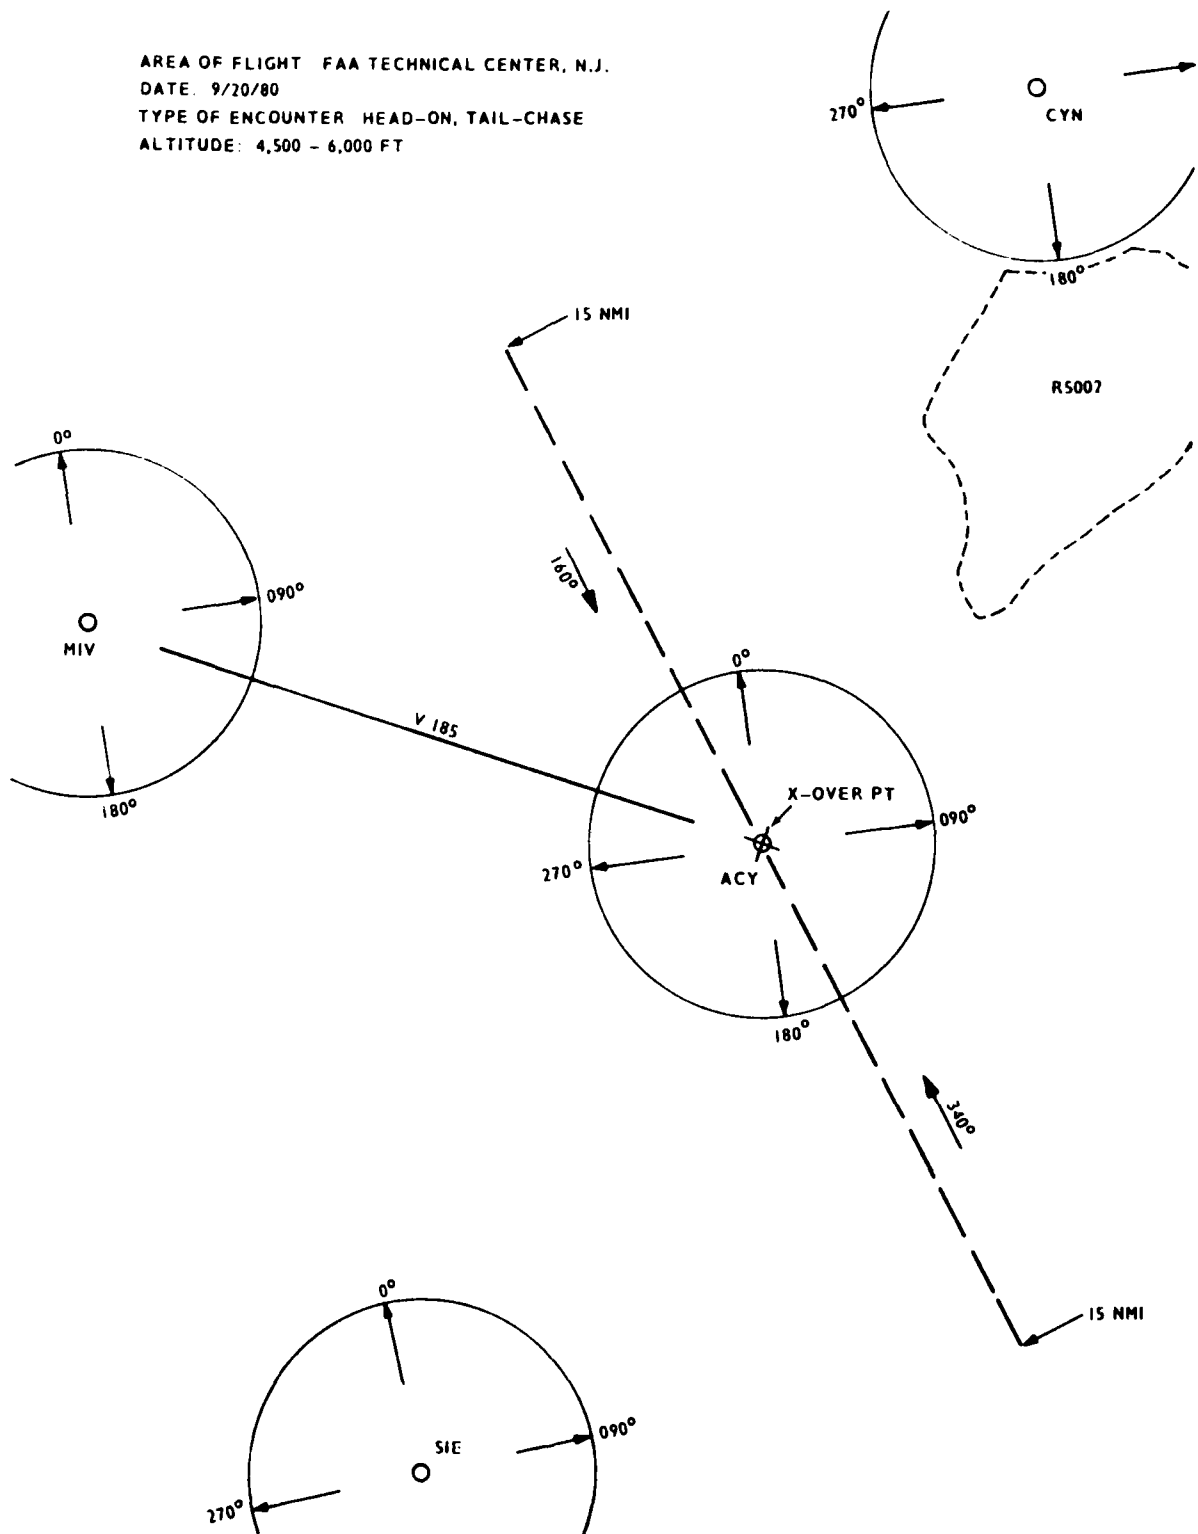 AREA OF FLIGHT FAA TECHNICAL CENTER, N.J.
DATE. 9/20/80
TYPE OF ENCOUNTER HEAD-ON, TAIL-CHASE
ALTITUDE: 4,500 - 6,000 FT
270°
CYN
180°
R5002
15 NMI
0°
090°
MIV
180°
160°
V 185
0°
X-OVER PT
090°
270°
ACY
180°
340°
15 NMI
0°
090°
SIE
270°